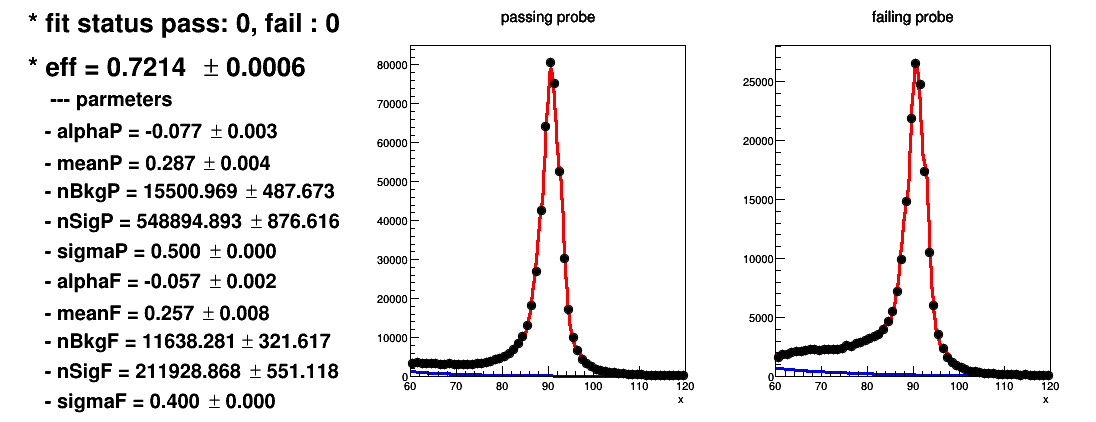 * fit status pass: 0, fail : 0
* eff = 0.7214 ± 0.0006
--- parmeters
- alphaP = -0.077 ± 0.003
- meanP = 0.287 ± 0.004
- nBkgP = 15500.969 ± 487.673
- nSigP = 548894.893 ± 876.616
- sigmaP = 0.500 ± 0.000
- alphaF = -0.057 ± 0.002
- meanF = 0.257 ± 0.008
- nBkgF = 11638.281 ± 321.617
- nSigF = 211928.868 ± 551.118
- sigmaF = 0.400 ± 0.000
passing probe
80000
70000
60000
50000
40000
30000
20000
10000
0
60 70 80 90 100 110 120
x
failing probe
25000
20000
15000
10000
5000
0
60 70 80 90 100 110 120
x